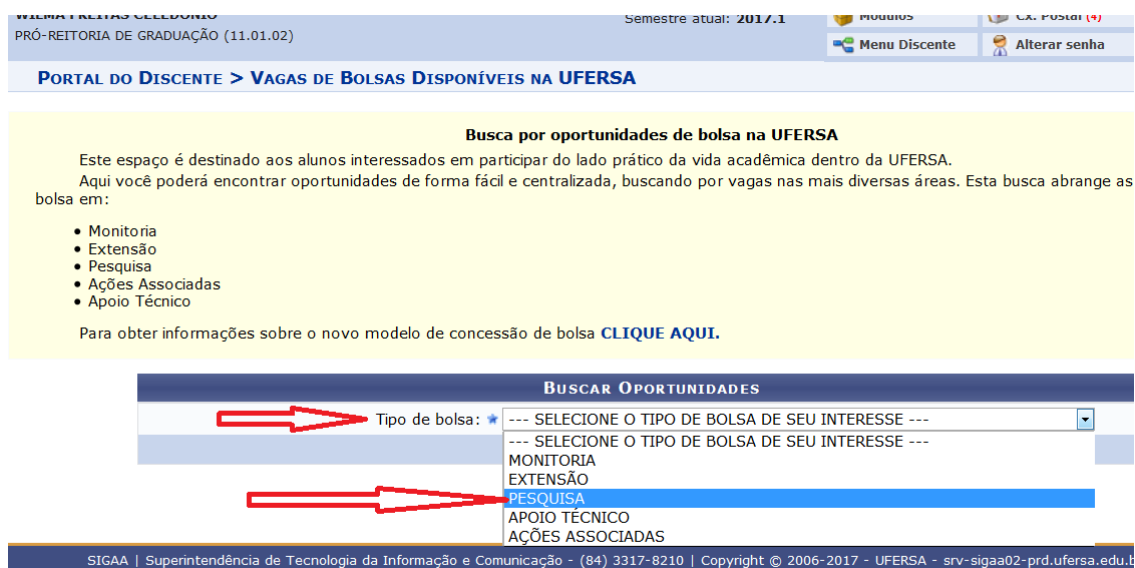 WILMA FREITAS CELEDONIO
Semestre atual: 2017.1
Módulos
Cx. Postal (4)
PRÓ-REITORIA DE GRADUAÇÃO (11.01.02)
Menu Discente
Alterar senha
PORTAL DO DISCENTE > VAGAS DE BOLSAS DISPONÍVEIS NA UFERSA
Busca por oportunidades de bolsa na UFERSA
Este espaço é destinado aos alunos interessados em participar do lado prático da vida acadêmica dentro da UFERSA.
Aqui você poderá encontrar oportunidades de forma fácil e centralizada, buscando por vagas nas mais diversas áreas. Esta busca abrange as
bolsa em:
• Monitoria
• Extensão
• Pesquisa
• Ações Associadas
• Apoio Técnico
Para obter informações sobre o novo modelo de concessão de bolsa CLIQUE AQUI.
BUSCAR OPORTUNIDADES
Tipo de bolsa: --- SELECIONE O TIPO DE BOLSA DE SEU INTERESSE ---
--- SELECIONE O TIPO DE BOLSA DE SEU INTERESSE ---
MONITORIA
EXTENSÃO
PESQUISA
APOIO TÉCNICO
AÇÕES ASSOCIADAS
SIGAA | Superintendência de Tecnologia da Informação e Comunicação - (84) 3317-8210 | Copyright © 2006-2017 - UFERSA - srv-sigaa02-prd.ufersa.edu.b